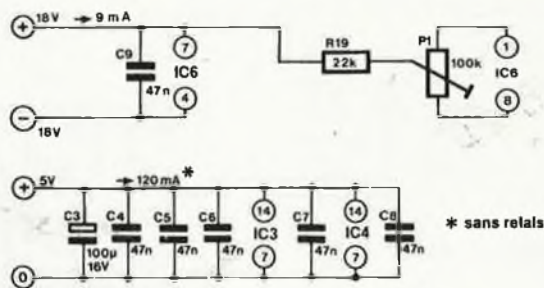 + 18V → 9 mA
C9
47n
7
IC6
4
− 18V
R19
22k
P1
100k
1
IC6
8
+ 5V → 120 mA *
C3
100µ
16V
C4
47n
C5
47n
C6
47n
14
IC3
7
C7
47n
14
IC4
7
C8
47n
0
* sans relais